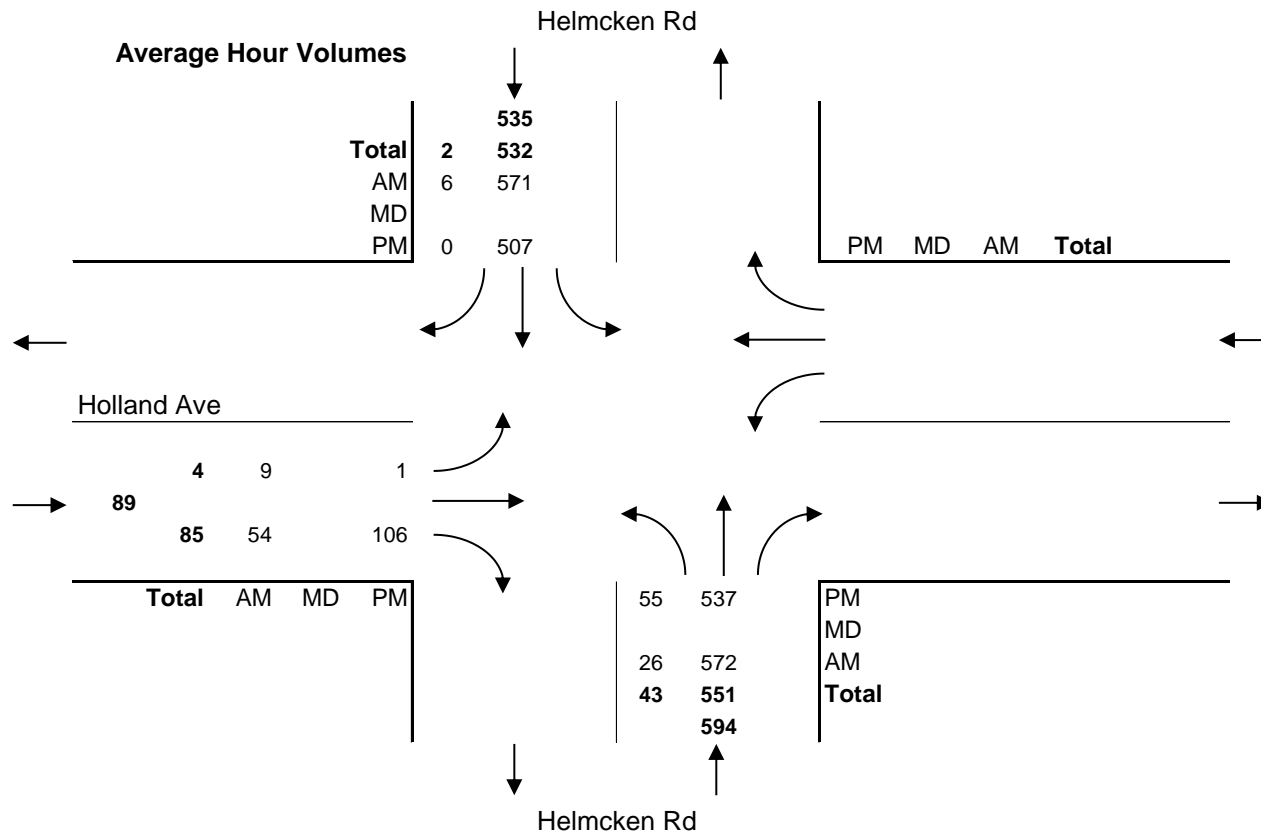 Helmcken Rd
Average Hour Volumes
535
Total 2 532
AM 6 571
MD
PM 0 507
PM MD AM Total
Holland Ave
4 9 1
89
85 54 106
Total AM MD PM
55 537 PM
MD
26 572 AM
43 551 Total
594
Helmcken Rd